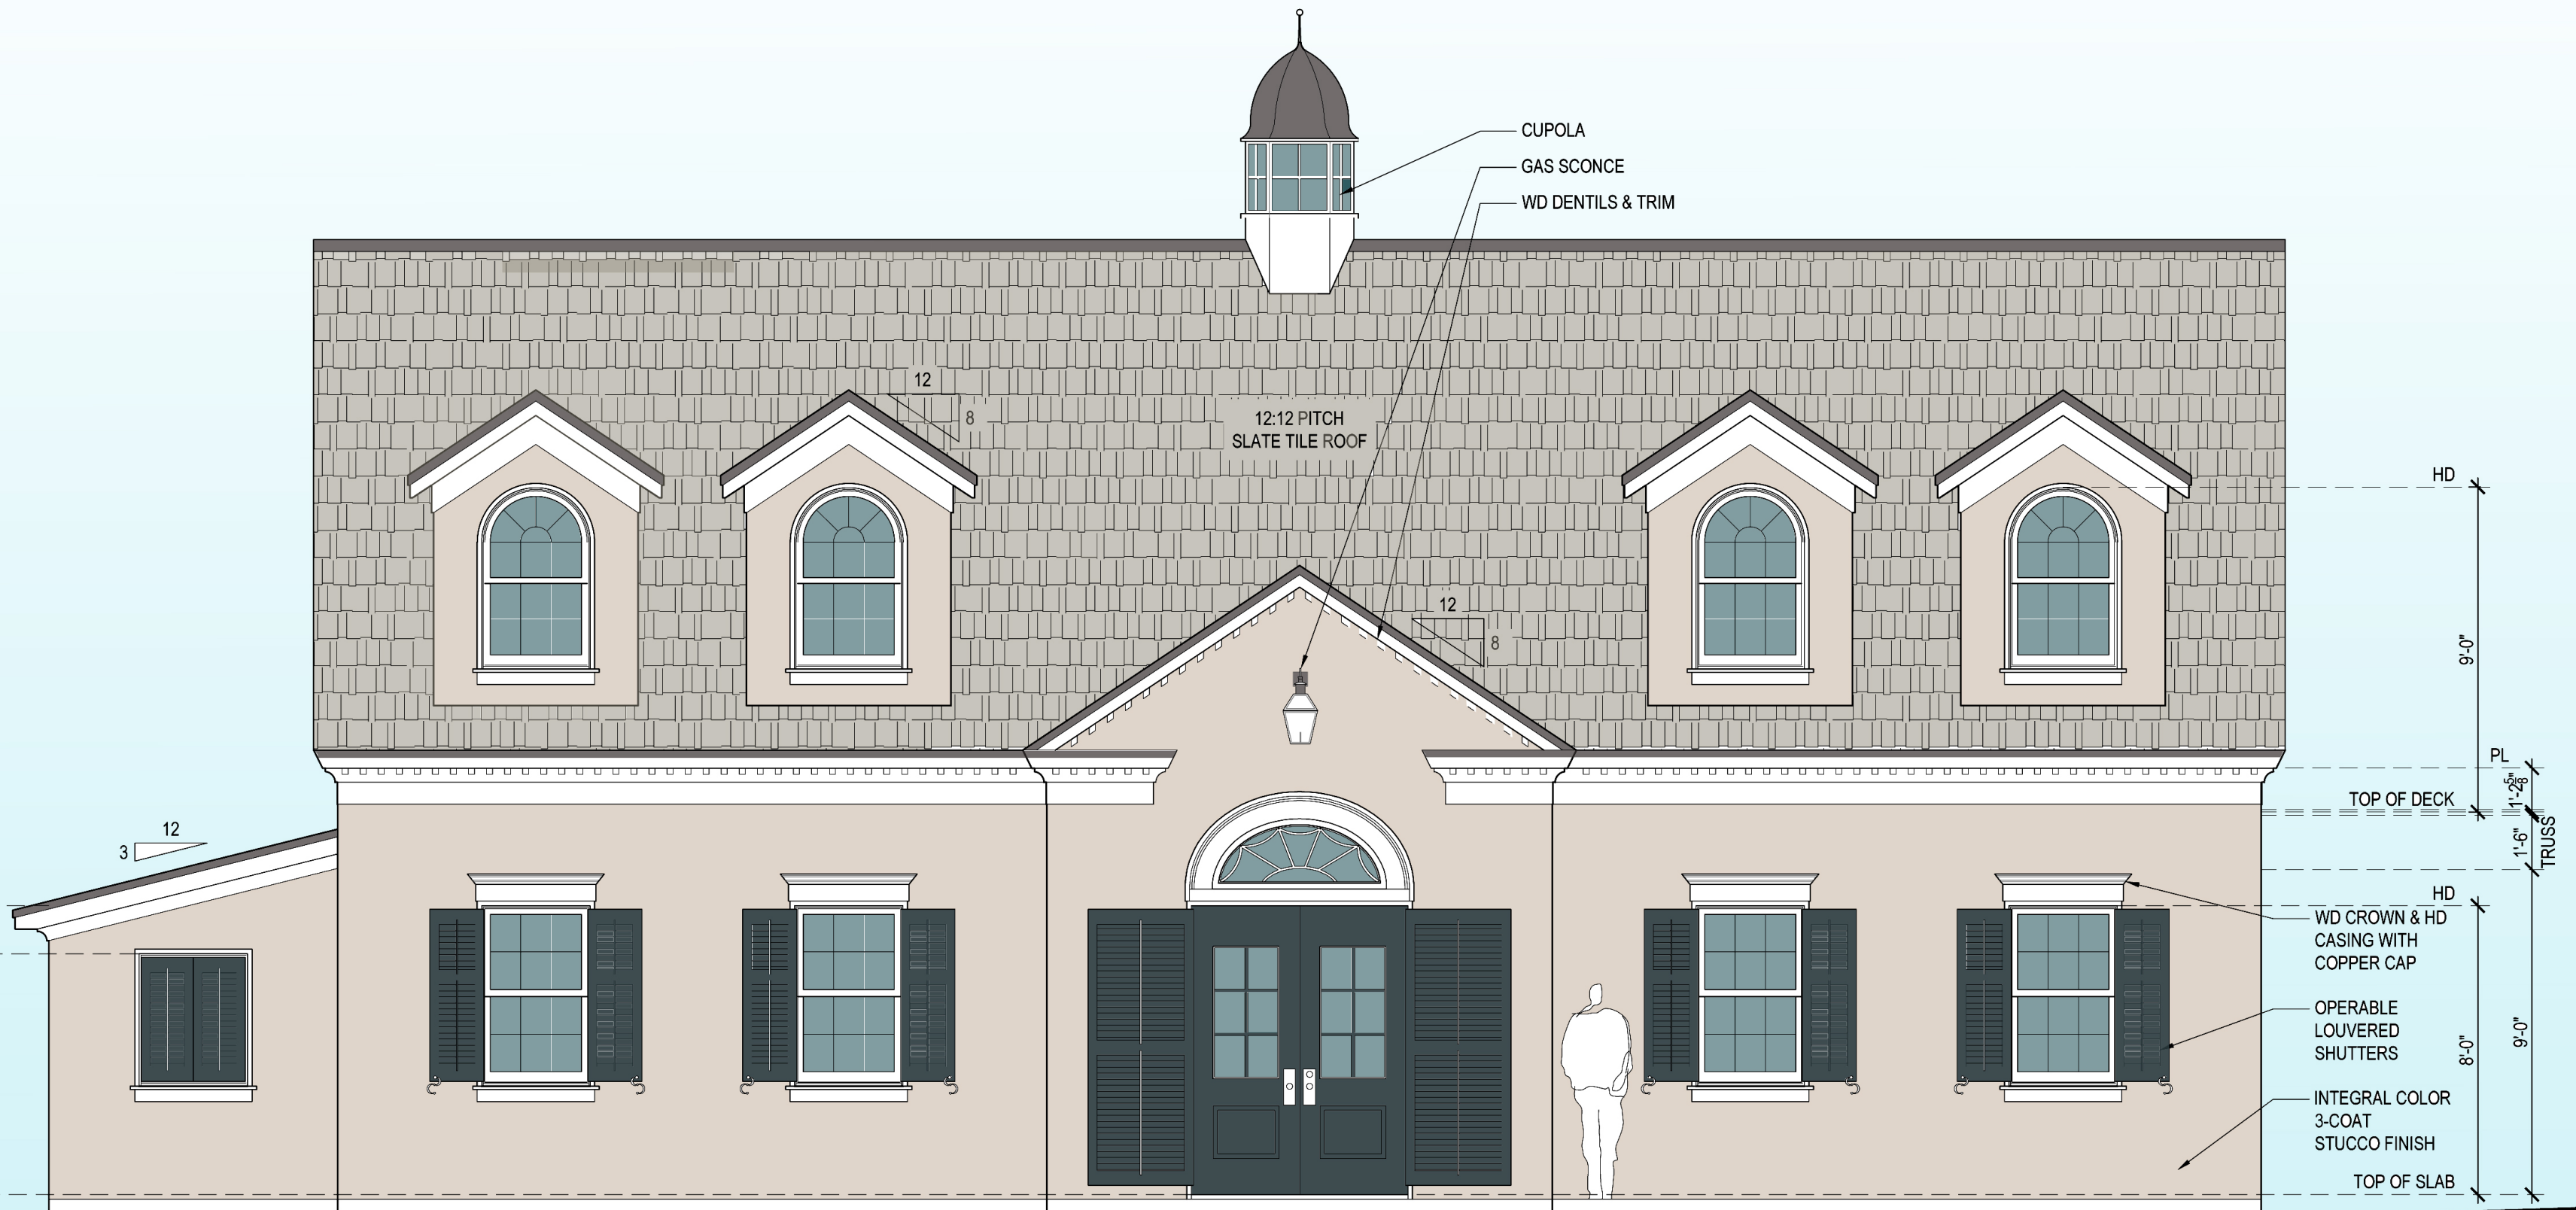 CUPOLA
GAS SCONCE
WD DENTILS & TRIM
12
8
12:12 PITCH
SLATE TILE ROOF
HD
9'-0"
12
8
PL
1'-2 5/8"
TOP OF DECK
1'-6"
TRUSS
12
3
HD
WD CROWN & HD
CASING WITH
COPPER CAP
OPERABLE
LOUVERED
SHUTTERS
8'-0"
9'-0"
INTEGRAL COLOR
3-COAT
STUCCO FINISH
TOP OF SLAB